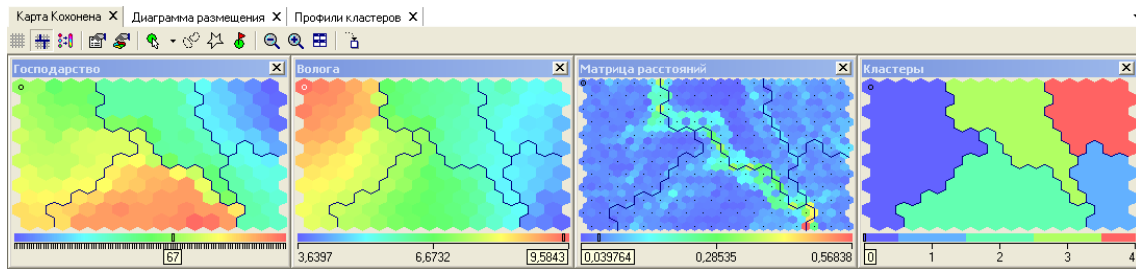 Карта Кохонена X Диаграмма размещения X Профили кластеров X
Господарство
Волога
Матрица расстояний
Кластеры
67
3,6397 6,6732 9,5843
0,039764 0,28535 0,56838
0 1 2 3 4